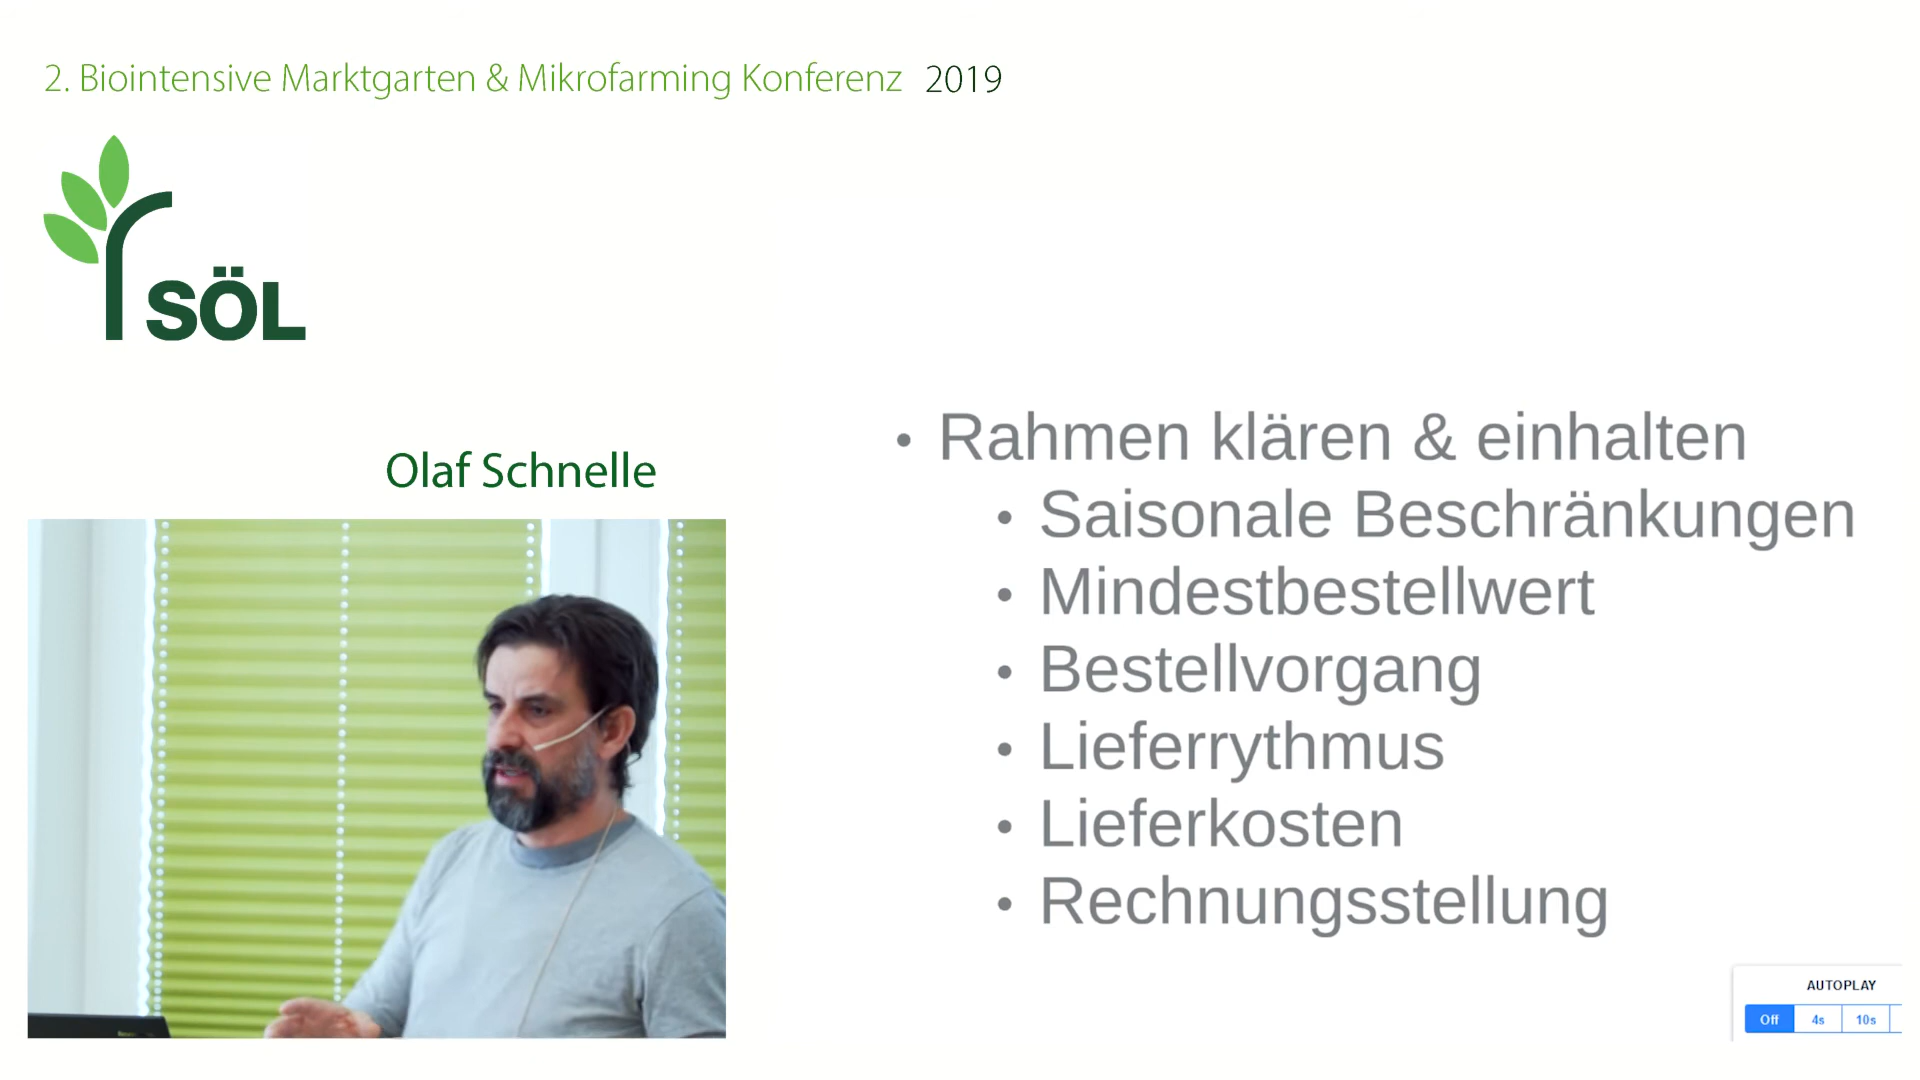 2. Biointensive Marktgarten & Mikrofarming Konferenz 2019
SÖL
Olaf Schnelle
• Rahmen klären & einhalten
• Saisonale Beschränkungen
• Mindestbestellwert
• Bestellvorgang
• Lieferrythmus
• Lieferkosten
• Rechnungsstellung
AUTOPLAY
Off 4s 10s